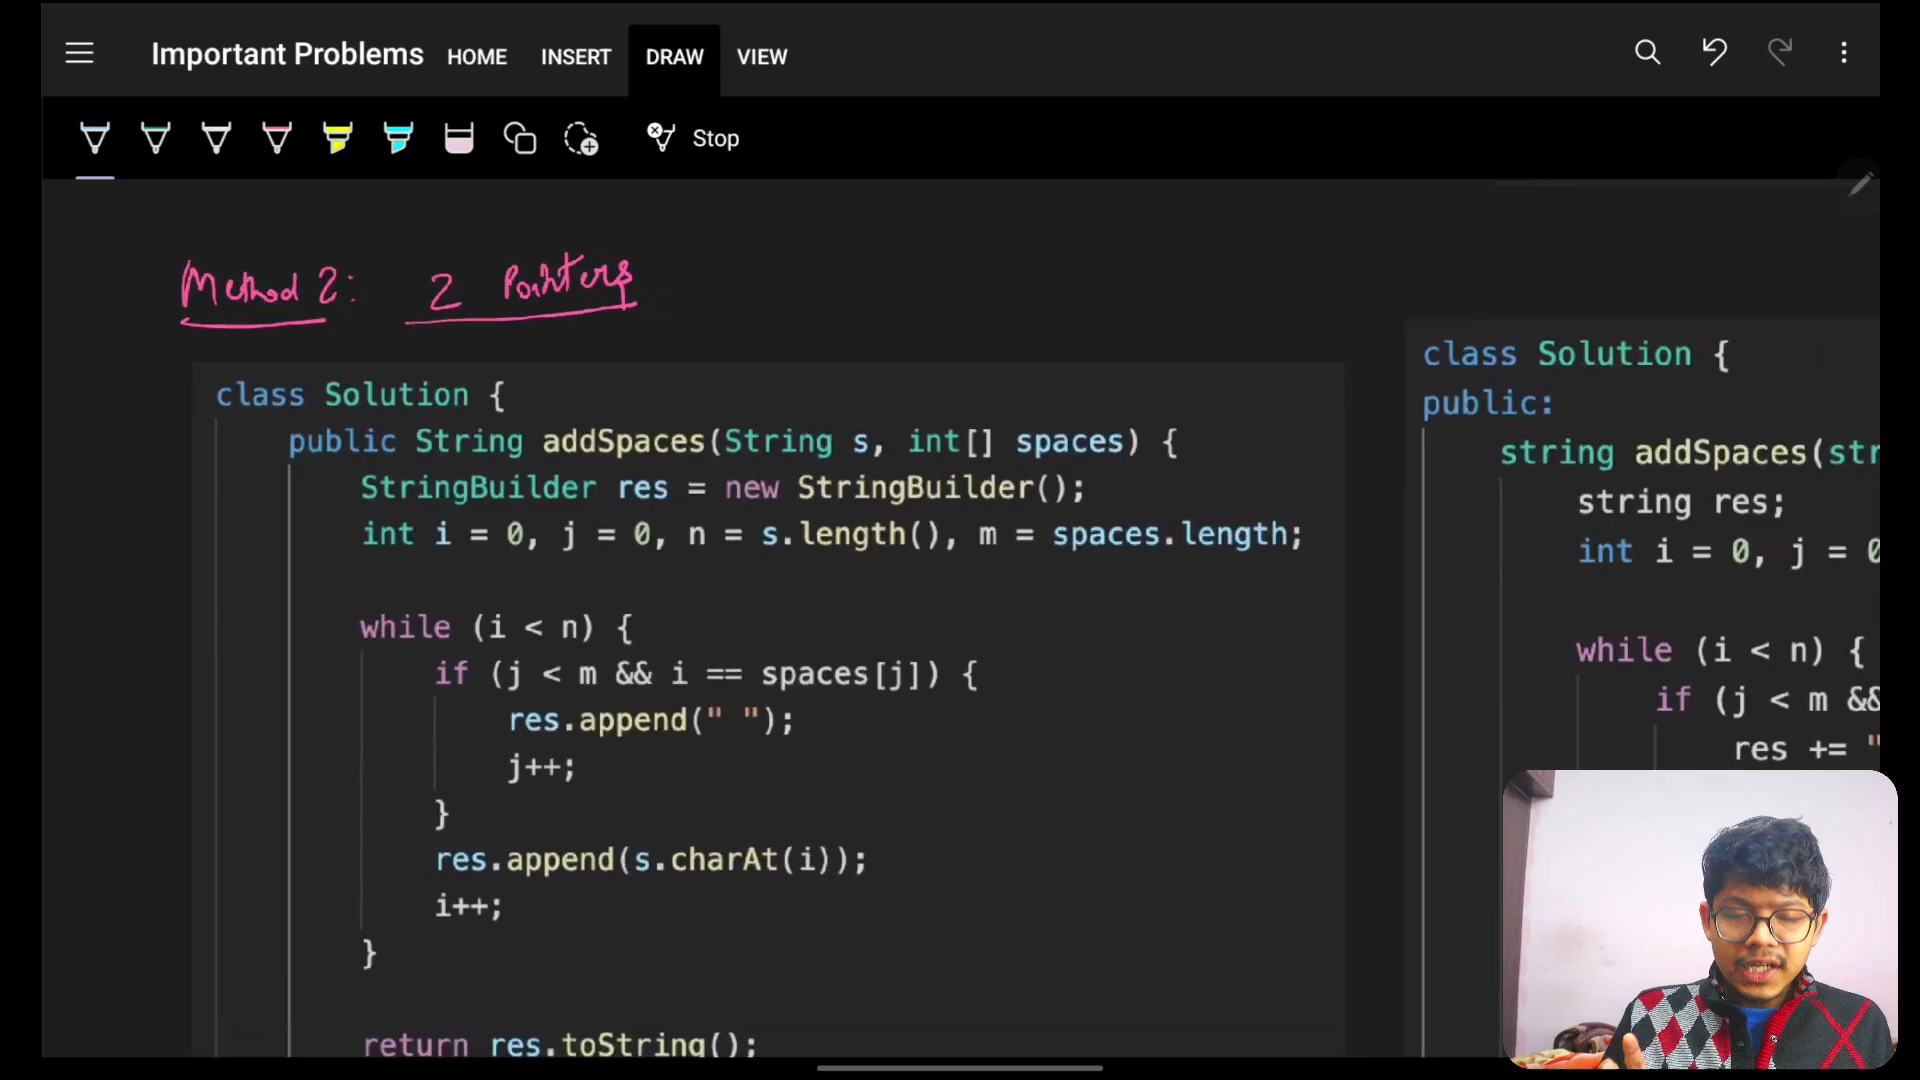 Important Problems HOME INSERT DRAW VIEW
Stop
Method 2: 2 Pointers
class Solution {
public String addSpaces(String s, int[] spaces) {
StringBuilder res = new StringBuilder();
int i = 0, j = 0, n = s.length(), m = spaces.length;
while (i < n) {
if (j < m && i == spaces[j]) {
res.append(" ");
j++;
}
res.append(s.charAt(i));
i++;
}
return res.toString();
class Solution {
public:
string addSpaces(str
string res;
int i = 0, j = 0
while (i < n) {
if (j < m &&
res += "